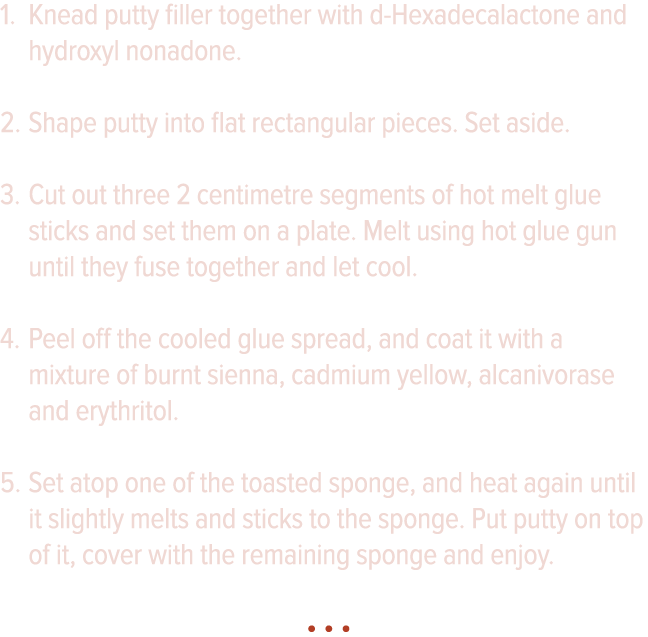 1. Knead putty filler together with d-Hexadecalactone and
hydroxyl nonadone.
2. Shape putty into flat rectangular pieces. Set aside.
3. Cut out three 2 centimetre segments of hot melt glue
sticks and set them on a plate. Melt using hot glue gun
until they fuse together and let cool.
4. Peel off the cooled glue spread, and coat it with a
mixture of burnt sienna, cadmium yellow, alcanivorase
and erythritol.
5. Set atop one of the toasted sponge, and heat again until
it slightly melts and sticks to the sponge. Put putty on top
of it, cover with the remaining sponge and enjoy.
• • •